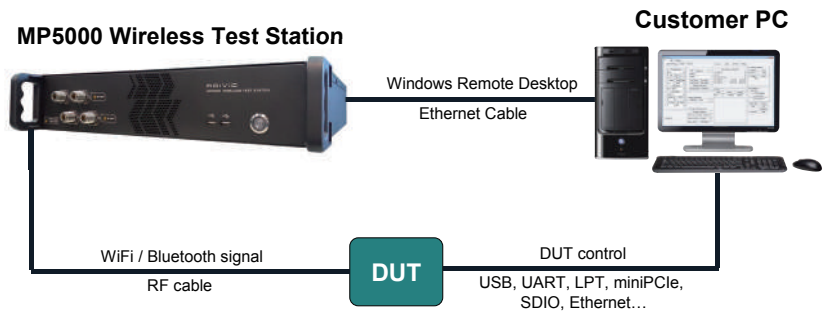 Customer PC
MP5000 Wireless Test Station
Windows Remote Desktop
Ethernet Cable
WiFi / Bluetooth signal
RF cable
DUT
DUT control
USB, UART, LPT, miniPCIe,
SDIO, Ethernet…